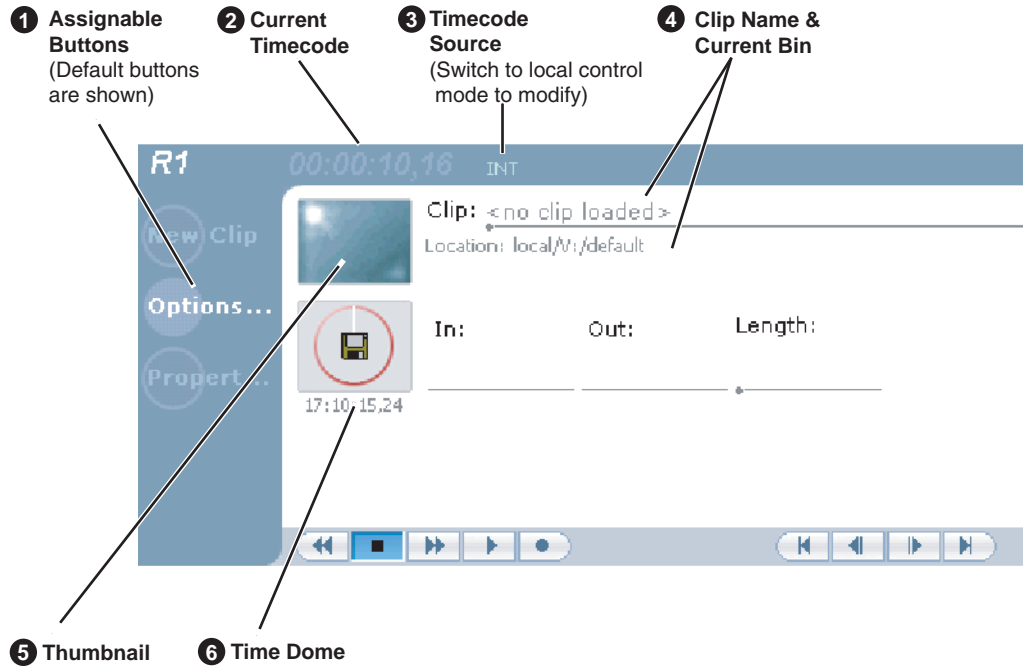 1 Assignable Buttons
(Default buttons are shown)
2 Current Timecode
3 Timecode Source
(Switch to local control mode to modify)
4 Clip Name & Current Bin
R1
00:00:10,16
INT
New Clip
Options...
Propert...
Clip: <no clip loaded>
Location: local/V:/default
In:
Out:
Length:
17:10:15,24
5 Thumbnail
6 Time Dome